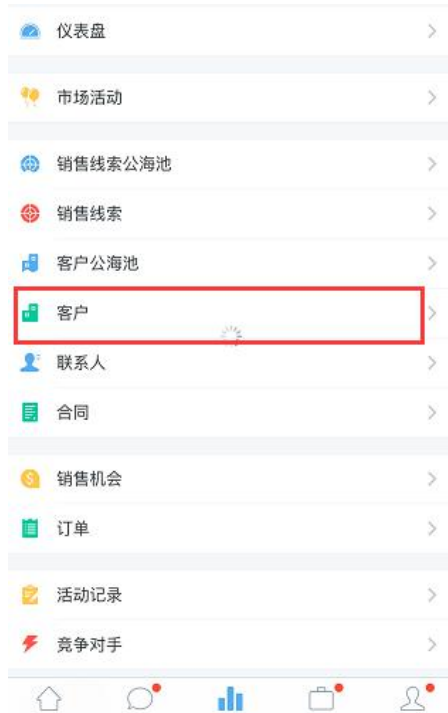 仪表盘
市场活动
销售线索公海池
销售线索
客户公海池
客户
联系人
合同
销售机会
订单
活动记录
竞争对手